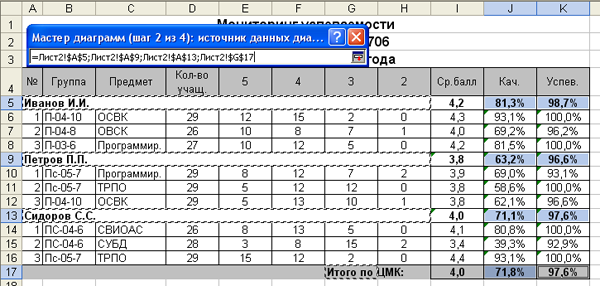 A B C D E F G H I J K
1 Мониторинг успеваемости
Мастер диаграмм (шаг 2 из 4): источник данных диа...
2 706
=Лист2!$A$5;Лист2!$A$9;Лист2!$A$13;Лист2!$G$17
3 года
4 № Группа Предмет Кол-во учащ. 5 4 3 2 Ср.балл Кач. Успев.
5 Иванов И.И. 4,2 81,3% 98,7%
6 1 П-04-10 ОСВК 29 12 15 2 0 4,3 93,1% 100,0%
7 2 П-04-8 ОВСК 26 10 8 7 1 4,0 69,2% 96,2%
8 3 П-03-6 Программир. 27 10 12 5 0 4,2 81,5% 100,0%
9 Петров П.П. 3,8 63,2% 96,6%
10 1 Пс-05-7 Программир. 29 8 12 7 2 3,9 69,0% 93,1%
11 2 Пс-05-7 ТРПО 29 5 12 12 0 3,8 58,6% 100,0%
12 3 П-04-10 ОСВК 29 5 13 10 1 3,8 62,1% 96,6%
13 Сидоров С.С. 4,0 71,1% 97,6%
14 1 ПС-04-6 СВИОАС 26 8 13 5 0 4,1 80,8% 100,0%
15 2 ПС-04-6 СУБД 28 3 8 15 2 3,4 39,3% 92,9%
16 3 Пс-05-7 ТРПО 29 15 12 2 0 4,4 93,1% 100,0%
17 Итого по ЦМК: 4,0 71,8% 97,6%